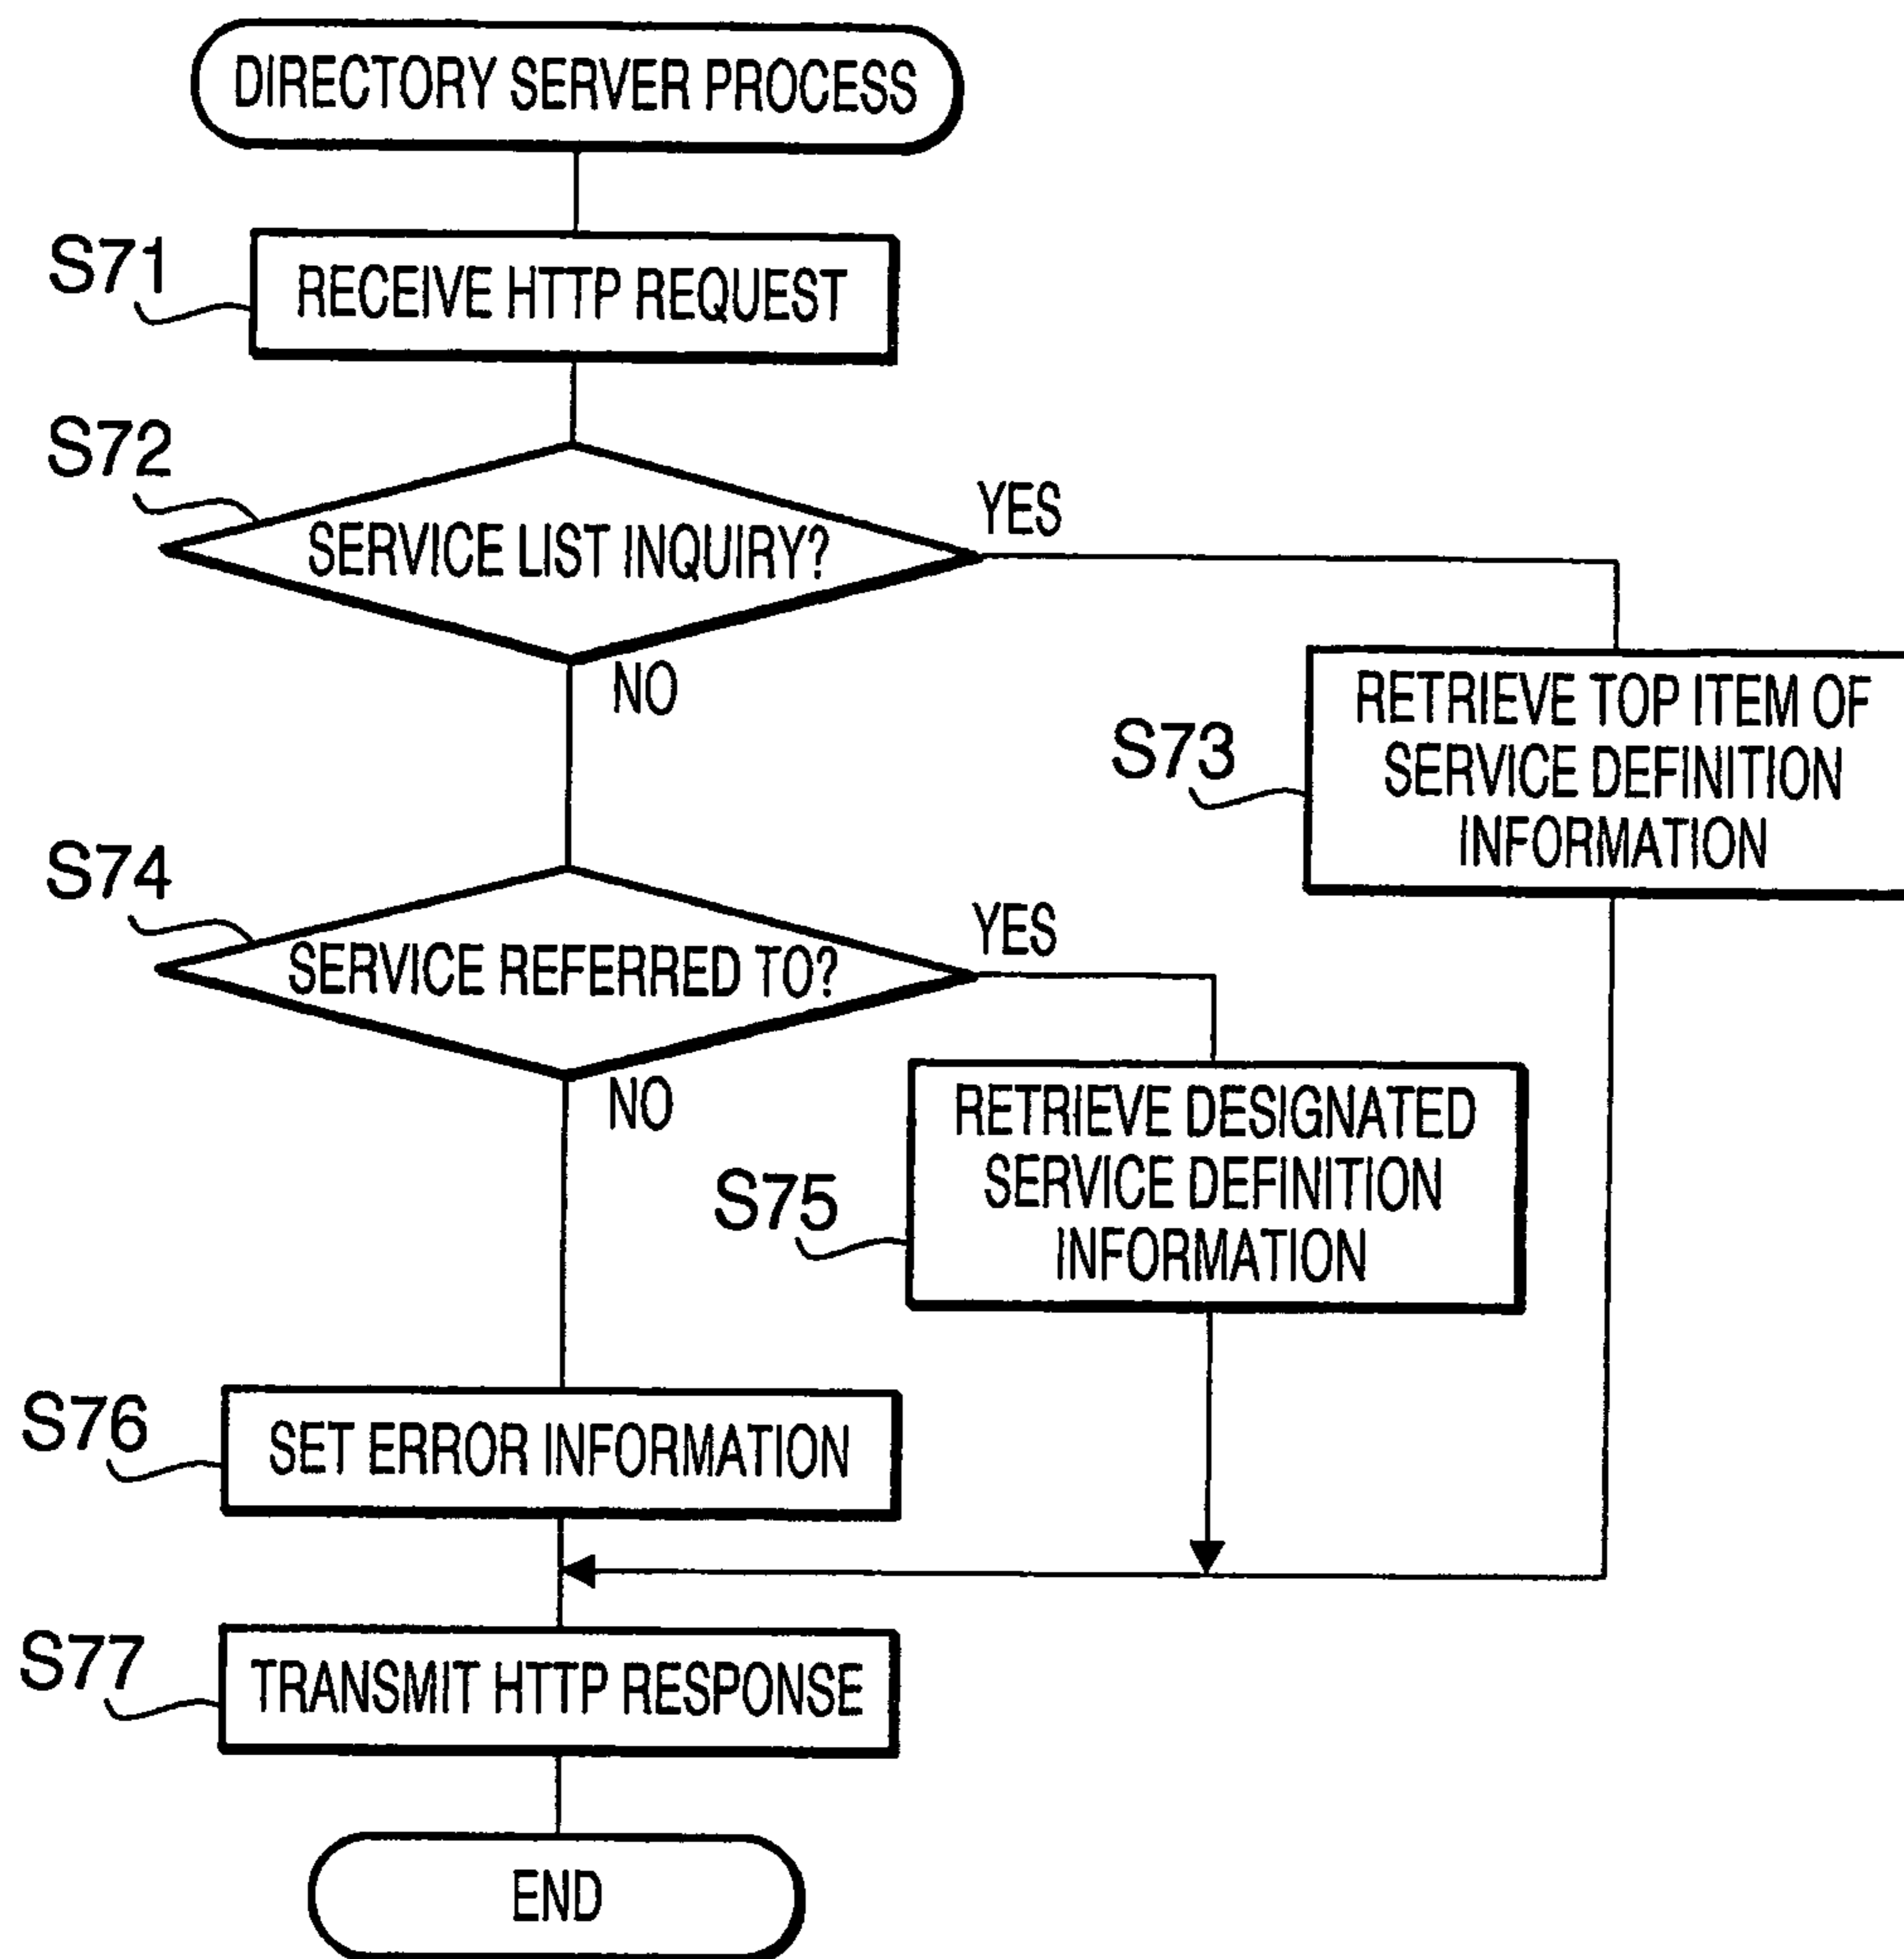 DIRECTORY SERVER PROCESS
S71
RECEIVE HTTP REQUEST
S72
SERVICE LIST INQUIRY?
YES
NO
S73
RETRIEVE TOP ITEM OF
SERVICE DEFINITION
INFORMATION
S74
SERVICE REFERRED TO?
YES
NO
S75
RETRIEVE DESIGNATED
SERVICE DEFINITION
INFORMATION
S76
SET ERROR INFORMATION
S77
TRANSMIT HTTP RESPONSE
END